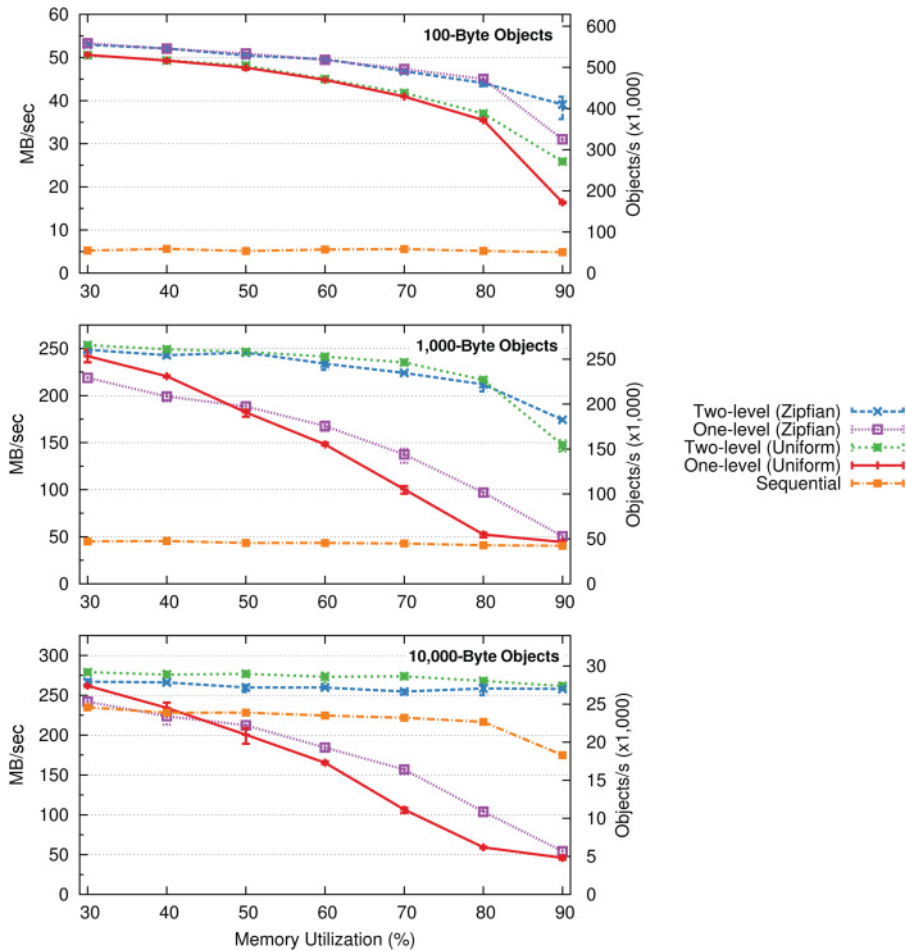 100-Byte Objects
MB/sec
60
50
40
30
20
10
0
Objects/s (x1,000)
600
500
400
300
200
100
0
30 40 50 60 70 80 90
1,000-Byte Objects
MB/sec
250
200
150
100
50
0
Objects/s (x1,000)
250
200
150
100
50
0
30 40 50 60 70 80 90
Two-level (Zipfian)
One-level (Zipfian)
Two-level (Uniform)
One-level (Uniform)
Sequential
10,000-Byte Objects
MB/sec
300
250
200
150
100
50
0
Objects/s (x1,000)
30
25
20
15
10
5
0
30 40 50 60 70 80 90
Memory Utilization (%)